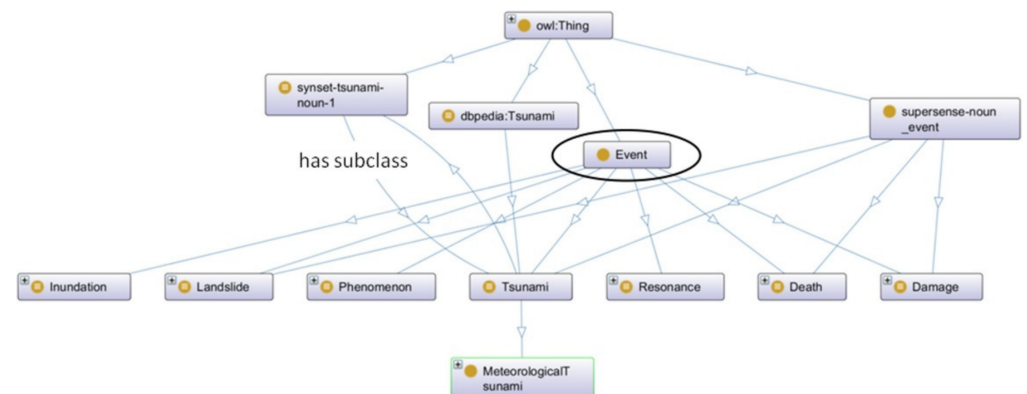 owl:Thing
synset-tsunami-
noun-1
dbpedia:Tsunami
supersense-noun
_event
has subclass
Event
Inundation
Landslide
Phenomenon
Tsunami
Resonance
Death
Damage
MeteorologicalT
sunami